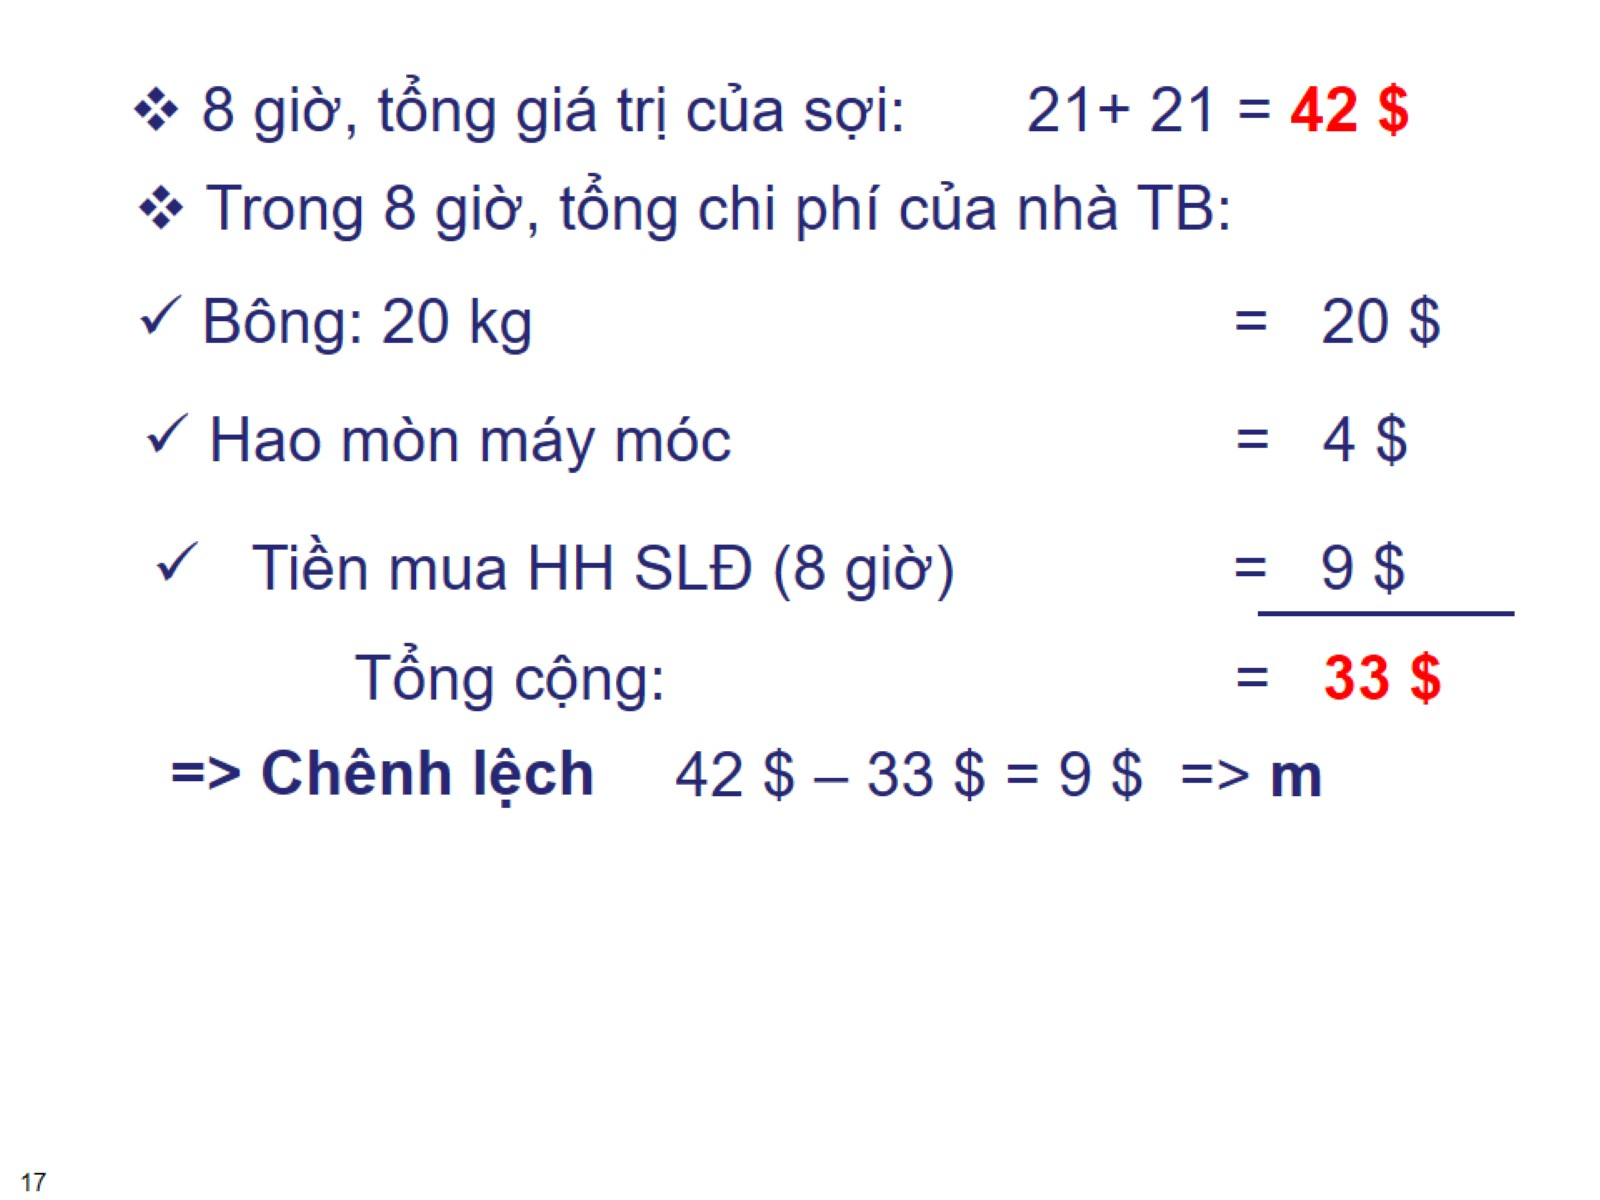 ❖ 8 giờ, tổng giá trị của sợi: 21+ 21 = 42 $
❖ Trong 8 giờ, tổng chi phí của nhà TB:
✓ Bông: 20 kg = 20 $
✓ Hao mòn máy móc = 4 $
✓ Tiền mua HH SLĐ (8 giờ) = 9 $
Tổng cộng: = 33 $
=> Chênh lệch 42 $ – 33 $ = 9 $ => m
17